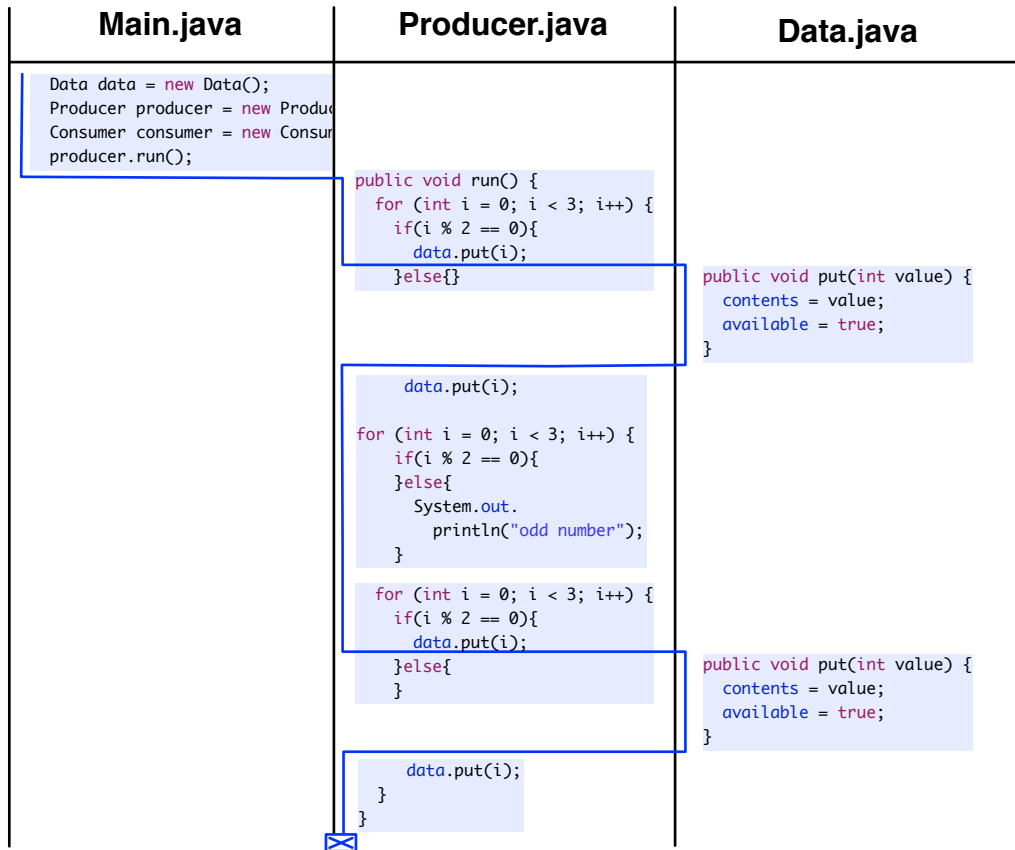 Main.java
Producer.java
Data.java
Data data = new Data();
Producer producer = new Produc
Consumer consumer = new Consum
producer.run();
public void run() {
for (int i = 0; i < 3; i++) {
if(i % 2 == 0){
data.put(i);
}else{}
public void put(int value) {
contents = value;
available = true;
}
data.put(i);
for (int i = 0; i < 3; i++) {
if(i % 2 == 0){
}else{
System.out.
println("odd number");
}
for (int i = 0; i < 3; i++) {
if(i % 2 == 0){
data.put(i);
}else{
}
public void put(int value) {
contents = value;
available = true;
}
data.put(i);
}
}